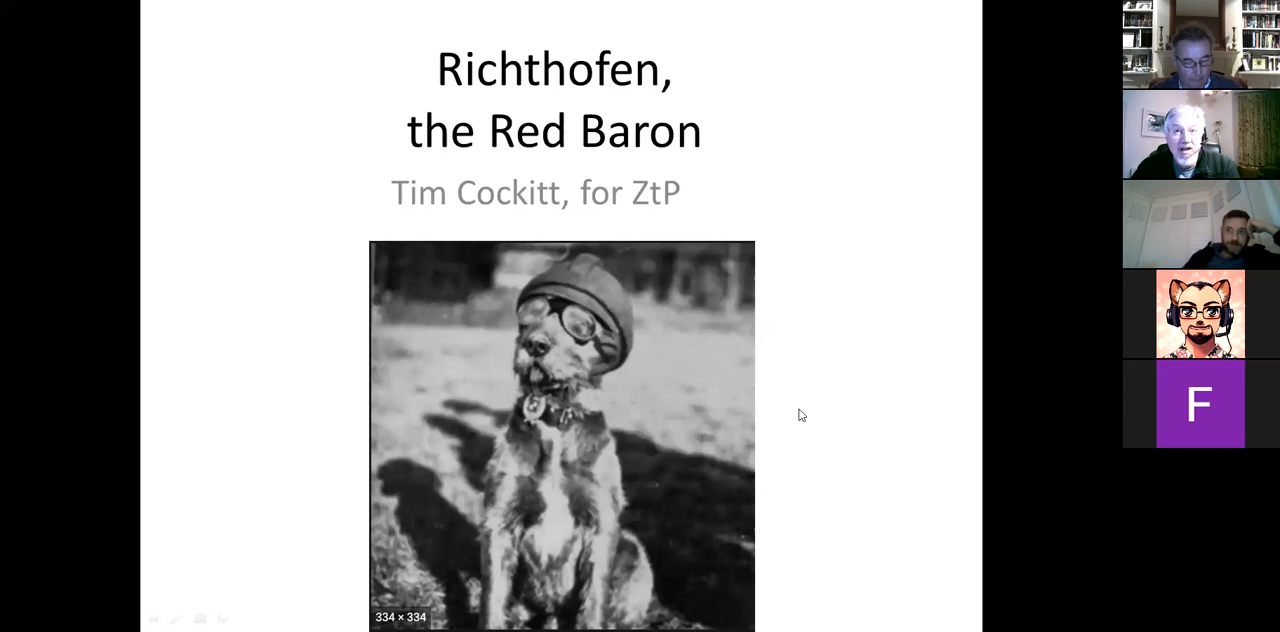 Richthofen,
the Red Baron
Tim Cockitt, for ZtP
334 × 334
F